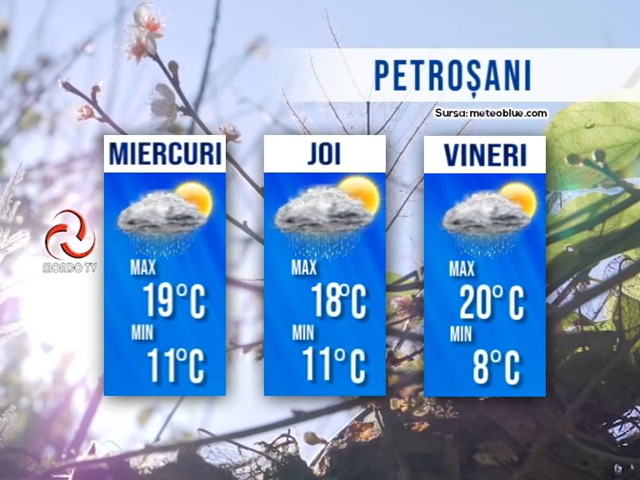 PETROȘANI
Sursa: meteoblue.com
MIERCURI
MAX
19°C
MIN
11°C
JOI
MAX
18°C
MIN
11°C
VINERI
MAX
20°C
MIN
8°C
MONDO TV